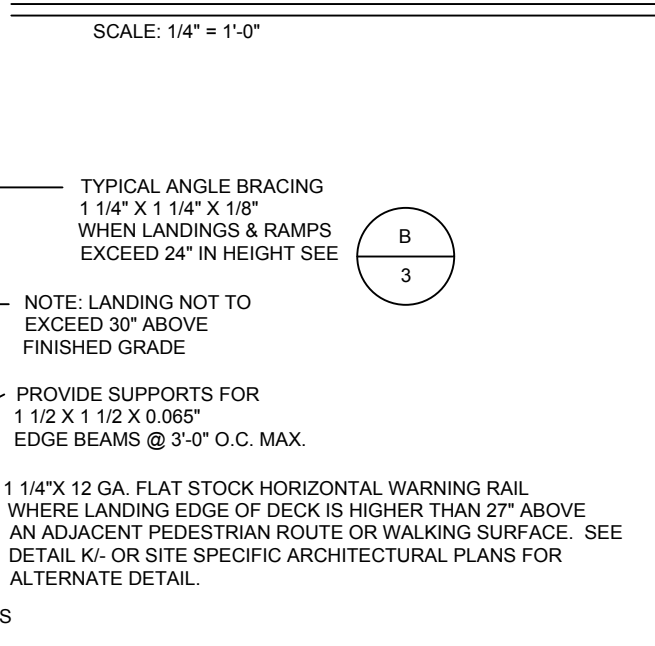 SCALE: 1/4" = 1'-0"
TYPICAL ANGLE BRACING
1 1/4" X 1 1/4" X 1/8"
WHEN LANDINGS & RAMPS
EXCEED 24" IN HEIGHT SEE
B
3
NOTE: LANDING NOT TO
EXCEED 30" ABOVE
FINISHED GRADE
PROVIDE SUPPORTS FOR
1 1/2 X 1 1/2 X 0.065"
EDGE BEAMS @ 3'-0" O.C. MAX.
1 1/4"X 12 GA. FLAT STOCK HORIZONTAL WARNING RAIL
WHERE LANDING EDGE OF DECK IS HIGHER THAN 27" ABOVE
AN ADJACENT PEDESTRIAN ROUTE OR WALKING SURFACE. SEE
DETAIL K/- OR SITE SPECIFIC ARCHITECTURAL PLANS FOR
ALTERNATE DETAIL.
S